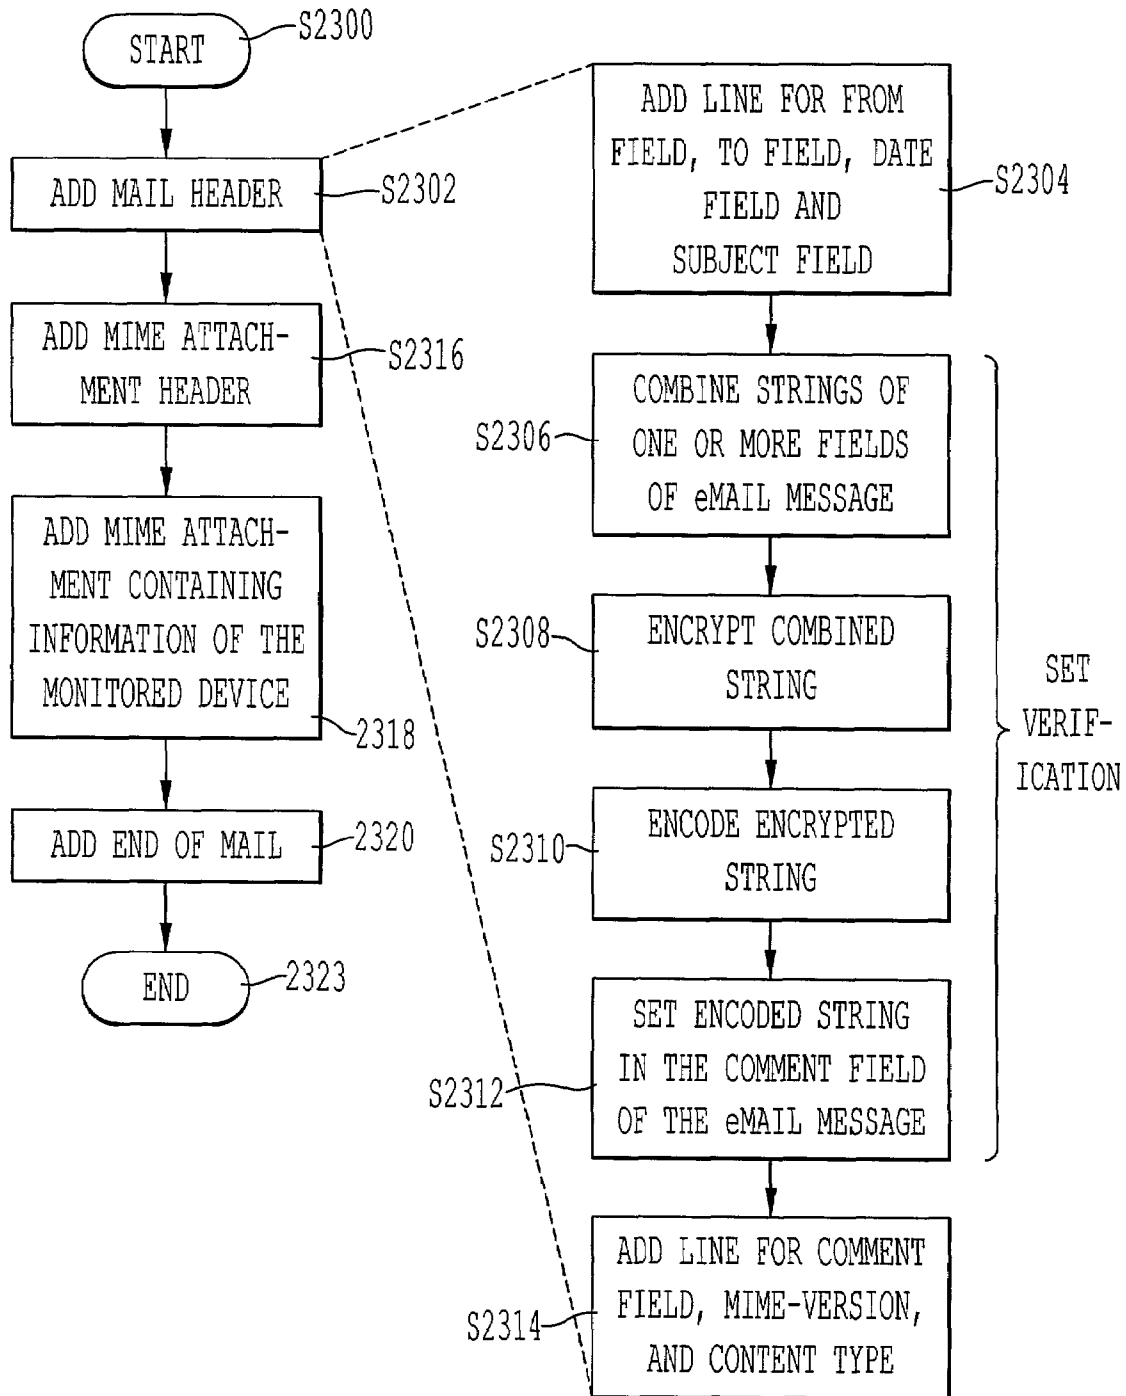 START
S2300
ADD MAIL HEADER
S2302
ADD MIME ATTACH-
MENT HEADER
S2316
ADD MIME ATTACH-
MENT CONTAINING
INFORMATION OF THE
MONITORED DEVICE
2318
ADD END OF MAIL
2320
END
2323
ADD LINE FOR FROM
FIELD, TO FIELD, DATE
FIELD AND
SUBJECT FIELD
S2304
COMBINE STRINGS OF
ONE OR MORE FIELDS
OF eMAIL MESSAGE
S2306
ENCRYPT COMBINED
STRING
S2308
ENCODE ENCRYPTED
STRING
S2310
SET ENCODED STRING
IN THE COMMENT FIELD
OF THE eMAIL MESSAGE
S2312
SET
VERIF-
ICATION
ADD LINE FOR COMMENT
FIELD, MIME-VERSION,
AND CONTENT TYPE
S2314